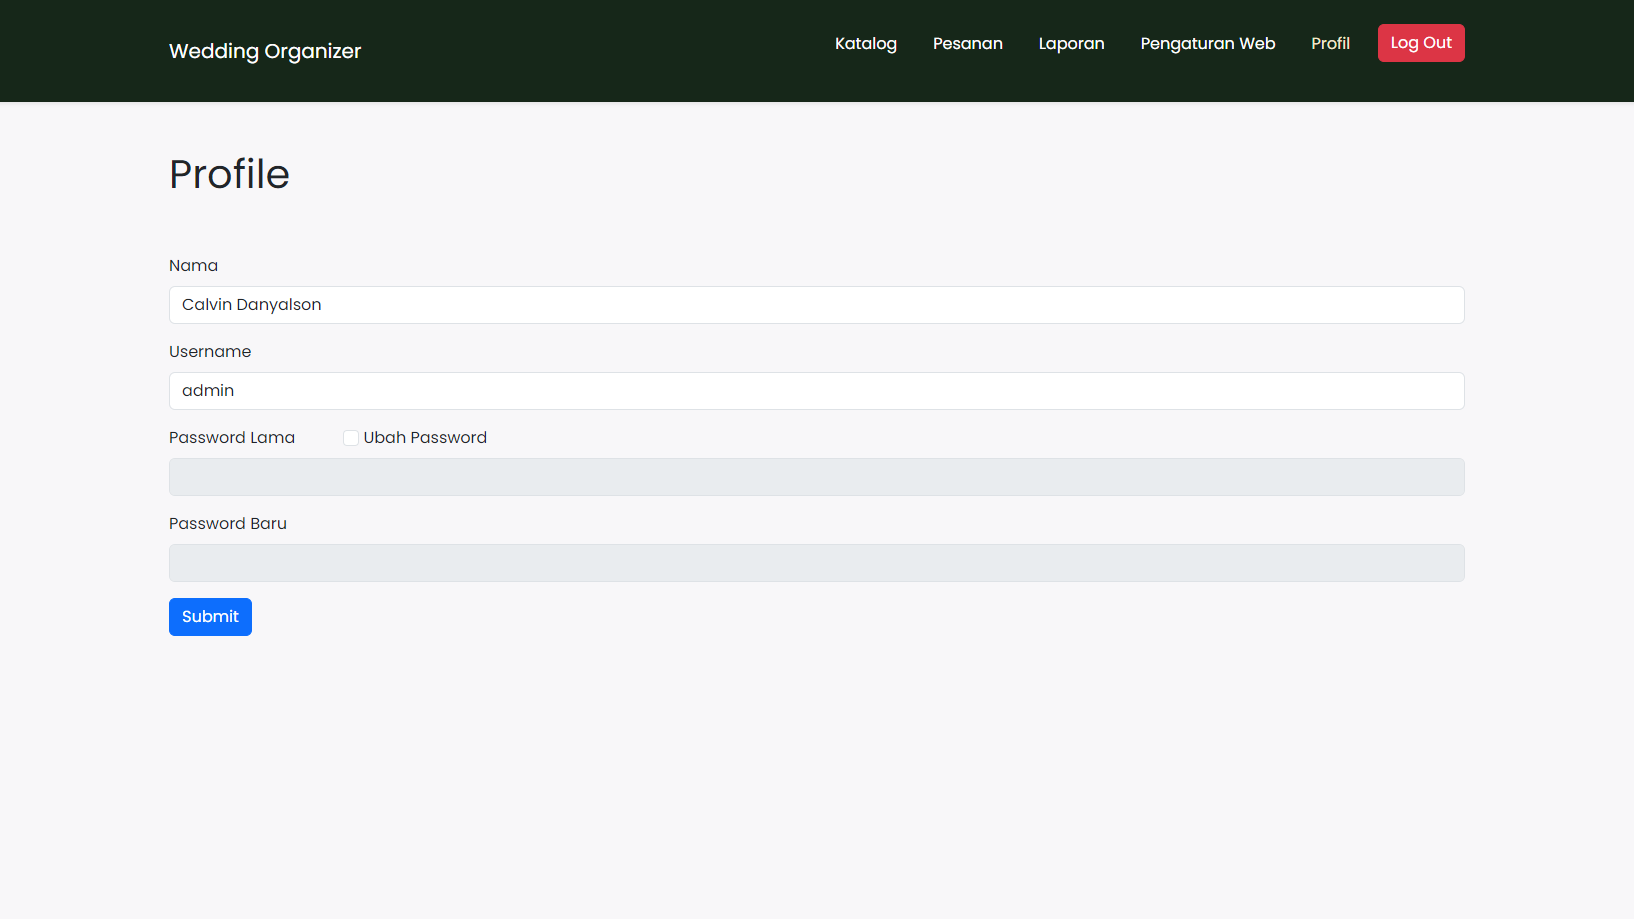 Wedding Organizer
Katalog
Pesanan
Laporan
Pengaturan Web
Profil
Log Out
Profile
Nama
Calvin Danyalson
Username
admin
Password Lama
Ubah Password
Password Baru
Submit